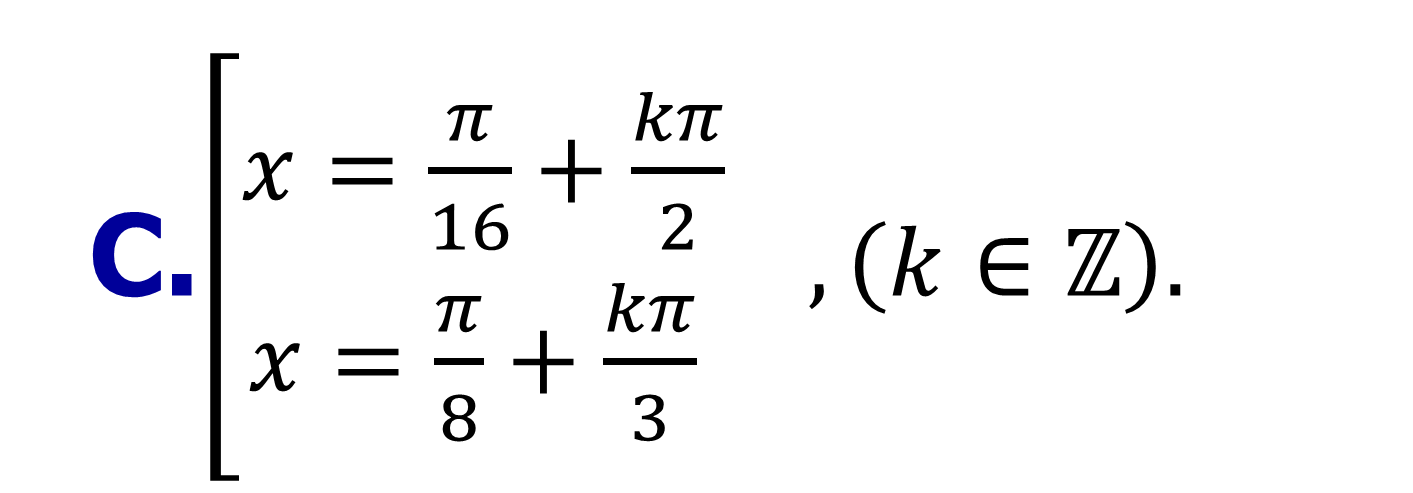 C. [ x = π/16 + kπ/2
x = π/8 + kπ/3 , (k ∈ ℤ).